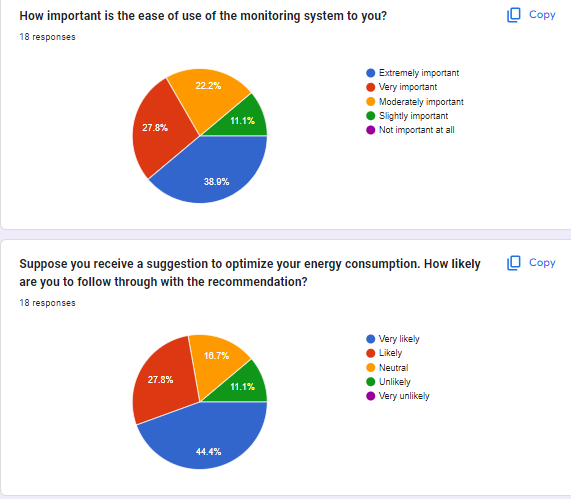 How important is the ease of use of the monitoring system to you?
Copy
18 responses
22.2%
11.1%
27.8%
38.9%
Extremely important
Very important
Moderately important
Slightly important
Not important at all
Suppose you receive a suggestion to optimize your energy consumption. How likely
are you to follow through with the recommendation?
Copy
18 responses
16.7%
11.1%
27.8%
44.4%
Very likely
Likely
Neutral
Unlikely
Very unlikely